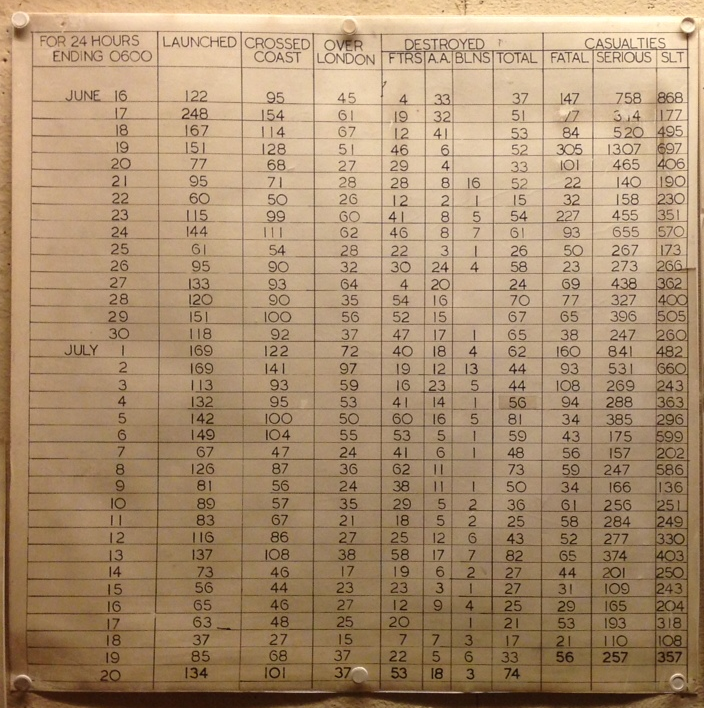 FOR 24 HOURS LAUNCHED CROSSED OVER DESTROYED CASUALTIES
ENDING 0600 COAST LONDON FTRS A.A. BLNS TOTAL FATAL SERIOUS SLT
JUNE 16 122 95 45 4 33 37 147 758 868
17 248 154 61 19 32 51 77 314 177
18 167 114 67 12 41 53 84 520 495
19 151 128 51 46 6 52 305 1307 697
20 77 68 27 29 4 33 101 465 406
21 95 71 28 28 8 16 52 22 140 190
22 60 50 26 12 2 1 15 32 158 230
23 115 99 60 41 8 5 54 227 455 351
24 144 111 62 46 8 7 61 93 655 570
25 61 54 28 22 3 1 26 50 267 173
26 95 90 32 30 24 4 58 23 273 266
27 133 93 64 4 20 24 69 438 362
28 120 90 35 54 16 70 77 327 400
29 151 100 56 52 15 67 65 396 505
30 118 92 37 47 17 1 65 38 247 260
JULY 1 169 122 72 40 18 4 62 160 841 482
2 169 141 97 19 12 13 44 93 531 660
3 113 93 59 16 23 5 44 108 269 243
4 132 95 53 41 14 1 56 94 288 363
5 142 100 50 60 16 5 81 34 385 296
6 149 104 55 53 5 1 59 43 175 599
7 67 47 24 41 6 1 48 56 157 202
8 126 87 36 62 11 73 59 247 586
9 81 56 24 38 11 1 50 34 166 136
10 89 57 35 29 5 2 36 61 256 251
11 83 67 21 18 5 2 25 58 284 249
12 116 86 27 25 12 6 43 52 277 330
13 137 108 38 58 17 7 82 65 374 403
14 73 46 17 19 6 2 27 44 201 250
15 56 44 23 23 3 1 27 31 109 243
16 65 46 27 12 9 4 25 29 165 204
17 63 48 25 20 1 21 53 193 318
18 37 27 15 7 7 3 17 21 110 108
19 85 68 37 22 5 6 33 56 257 357
20 134 101 37 53 18 3 74